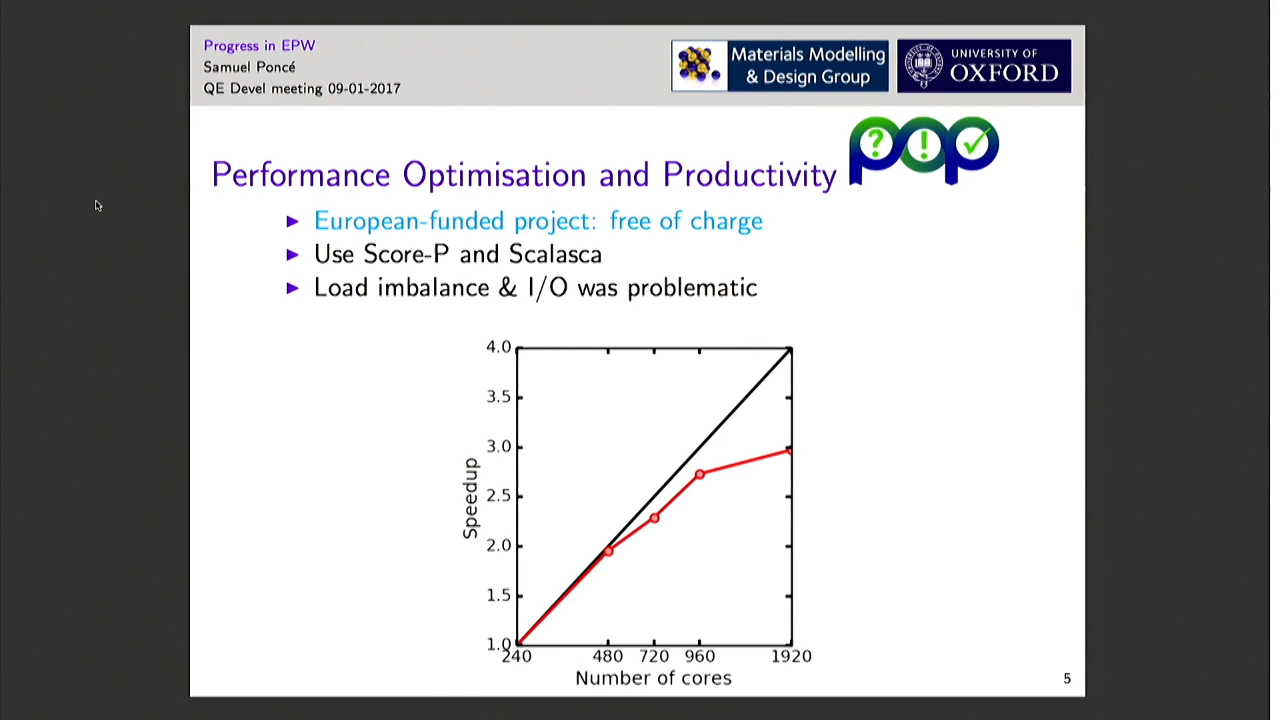 Progress in EPW
Samuel Poncé
QE Devel meeting 09-01-2017
Materials Modelling
& Design Group
UNIVERSITY OF
OXFORD
pop
? ! ✓
Performance Optimisation and Productivity
► European-funded project: free of charge
► Use Score-P and Scalasca
► Load imbalance & I/O was problematic
4.0
3.5
3.0
2.5
2.0
1.5
1.0
Speedup
240 480 720 960 1920
Number of cores
5